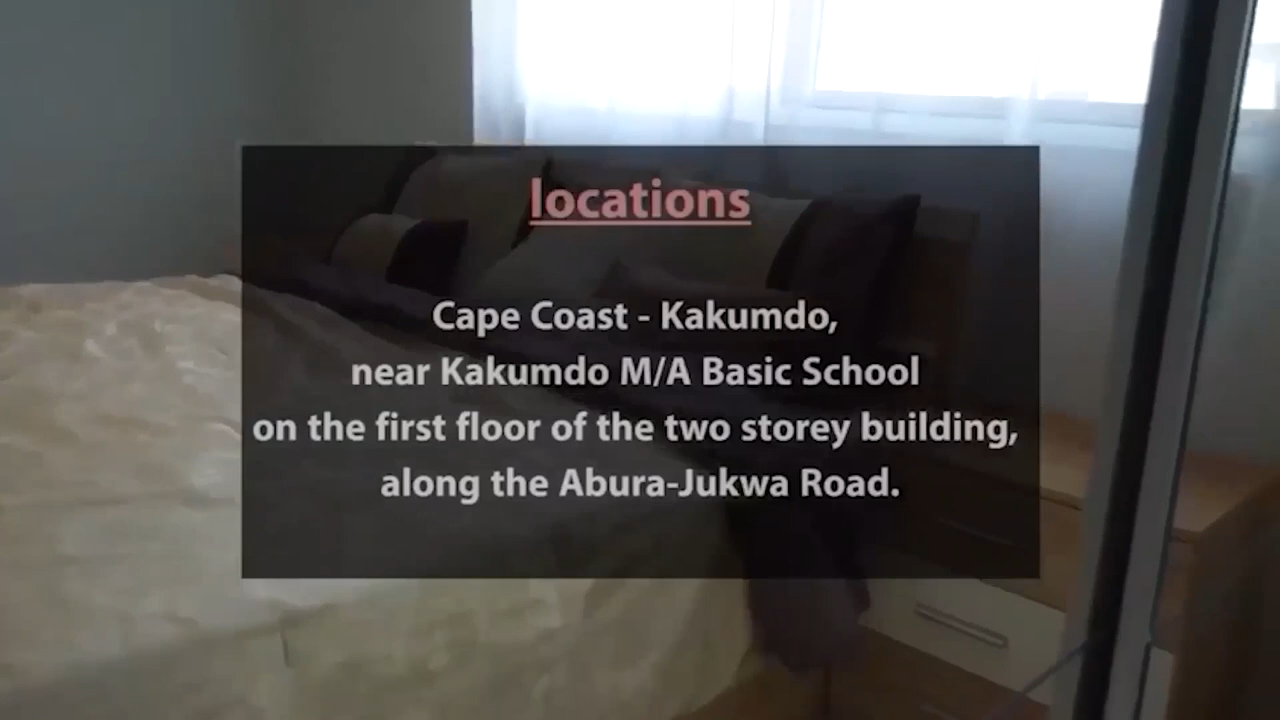 locations
Cape Coast - Kakumdo,
near Kakumdo M/A Basic School
on the first floor of the two storey building,
along the Abura-Jukwa Road.